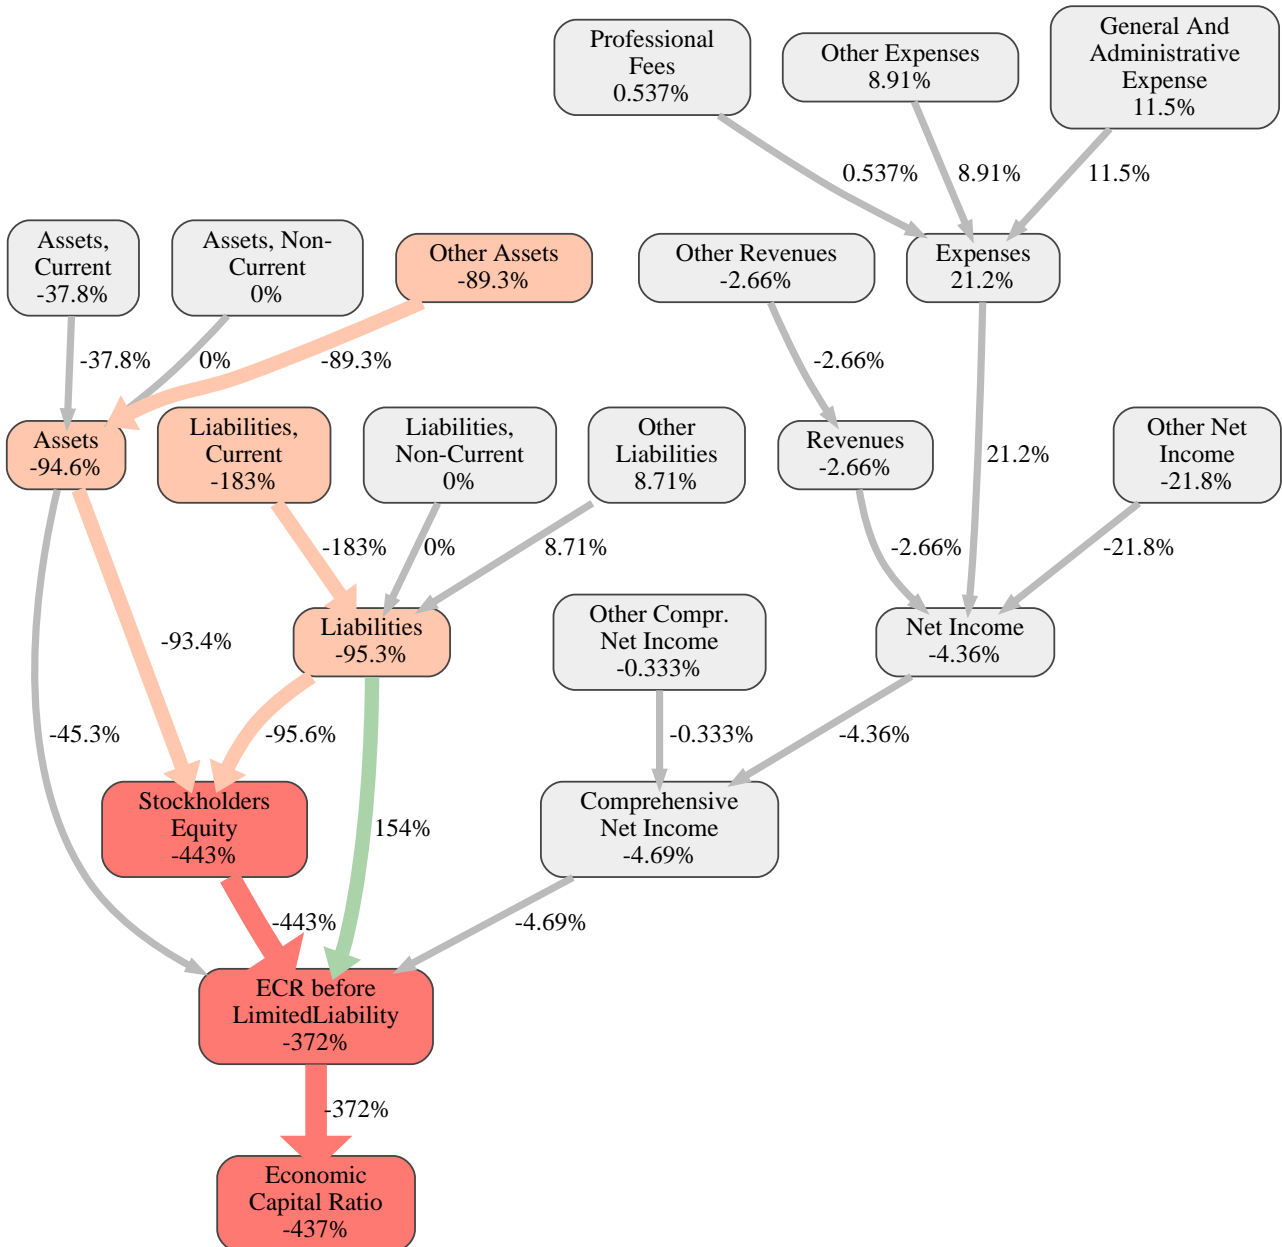 Professional
Fees
0.537%
Other Expenses
8.91%
General And
Administrative
Expense
11.5%
0.537%
8.91%
11.5%
Assets,
Current
-37.8%
Assets, Non-
Current
0%
Other Assets
-89.3%
Other Revenues
-2.66%
Expenses
21.2%
-37.8%
0%
-89.3%
-2.66%
Assets
-94.6%
Liabilities,
Current
-183%
Liabilities,
Non-Current
0%
Other
Liabilities
8.71%
Revenues
-2.66%
21.2%
Other Net
Income
-21.8%
-183%
0%
8.71%
-2.66%
-21.8%
-93.4%
Liabilities
-95.3%
Other Compr.
Net Income
-0.333%
Net Income
-4.36%
-45.3%
-95.6%
-0.333%
-4.36%
Stockholders
Equity
-443%
154%
Comprehensive
Net Income
-4.69%
-443%
-4.69%
ECR before
LimitedLiability
-372%
-372%
Economic
Capital Ratio
-437%